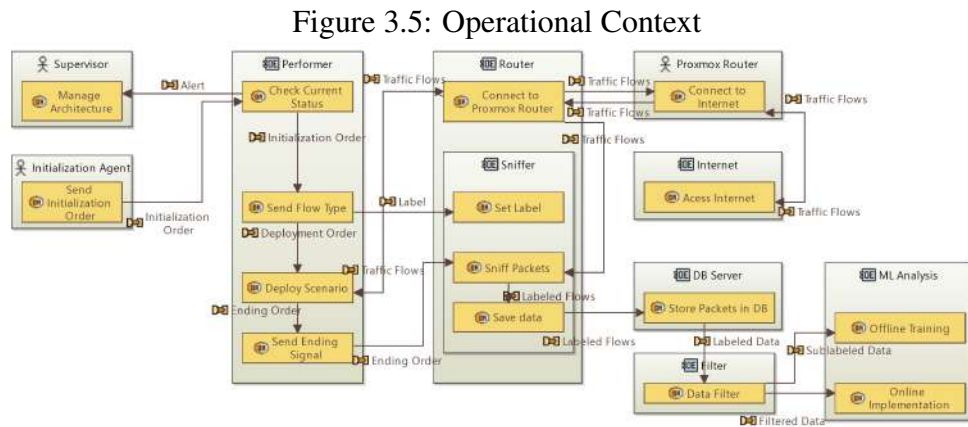 Figure 3.5: Operational Context
Supervisor
Manage
Architecture
Alert
Initialization Agent
Send
Initialization
Order
Initialization
Order
Performer
Check Current
Status
Initialization Order
Send Flow Type
Deployment Order
Deploy Scenario
Ending Order
Send Ending
Signal
Traffic Flows
Label
Traffic Flows
Ending Order
Router
Connect to
Proxmox Router
Traffic Flows
Traffic Flows
Traffic Flows
Sniffer
Set Label
Sniff Packets
Labeled Flows
Save data
Labeled Flows
Proxmox Router
Connect to
Internet
Traffic Flows
Internet
Acess Internet
Traffic Flows
DB Server
Store Packets in DB
Labeled Data
Filter
Data Filter
Sublabeled Data
Filtered Data
ML Analysis
Offline Training
Online
Implementation